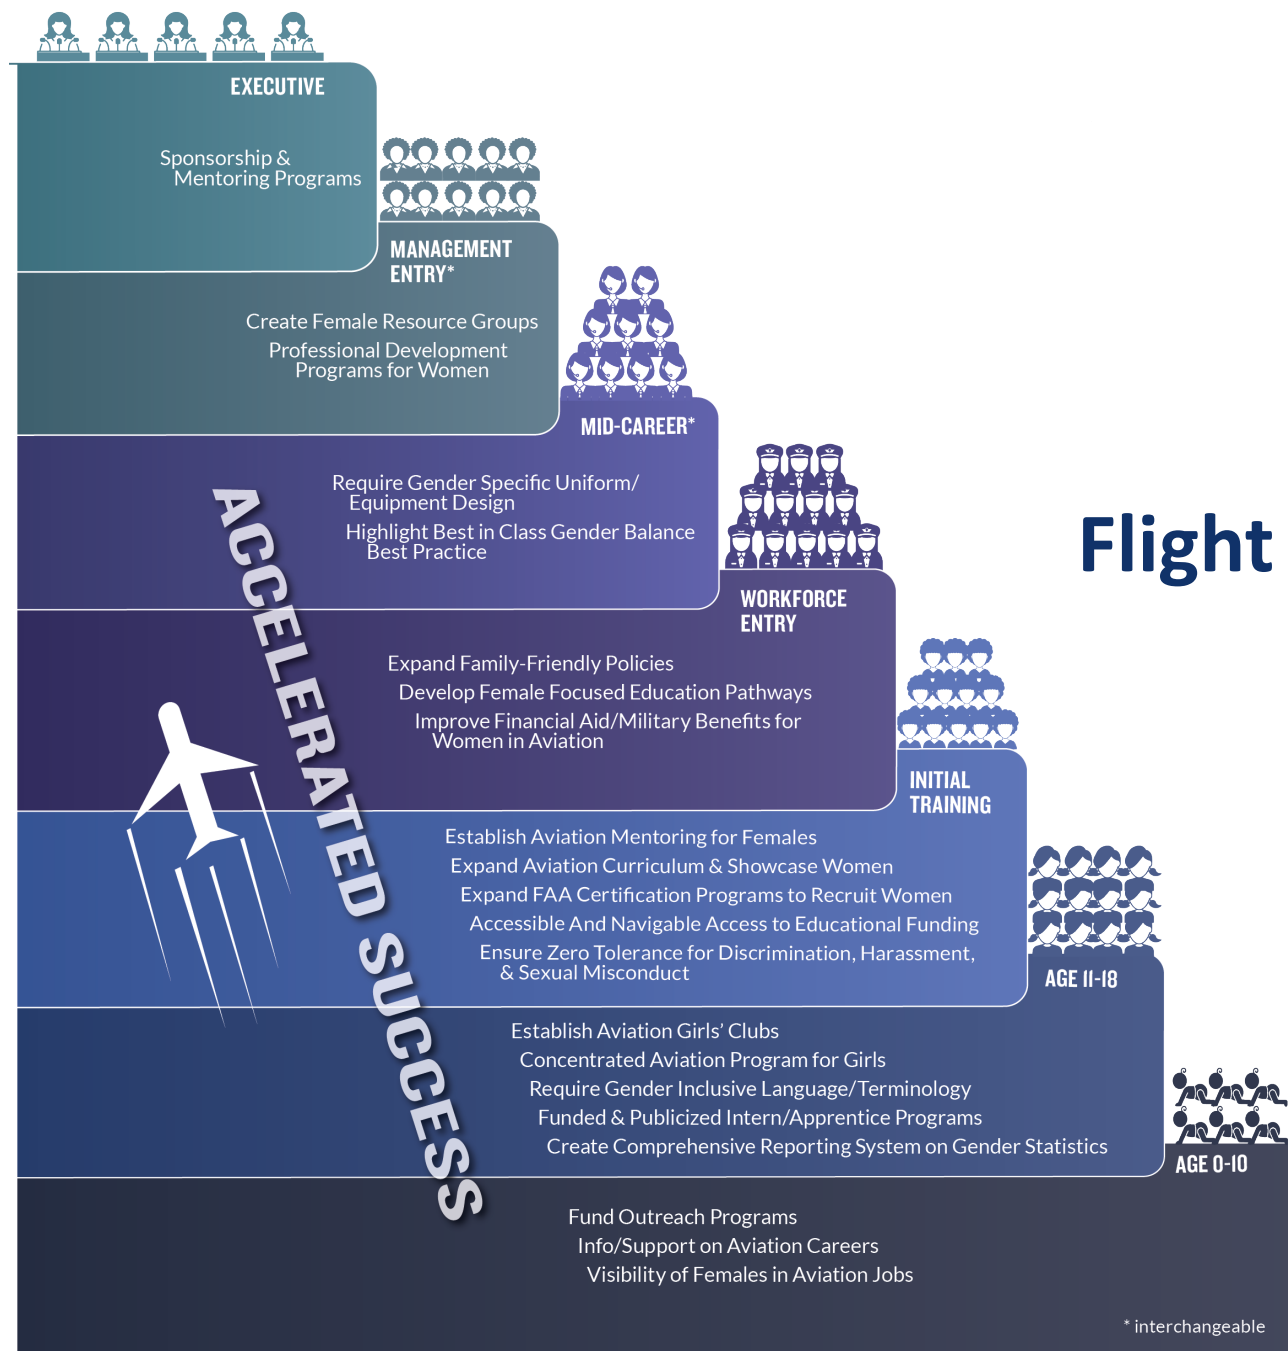 EXECUTIVE
Sponsorship &
Mentoring Programs
MANAGEMENT
ENTRY*
Create Female Resource Groups
Professional Development
Programs for Women
MID-CAREER*
Require Gender Specific Uniform/
Equipment Design
Highlight Best in Class Gender Balance
Best Practice
Flight
WORKFORCE
ENTRY
Expand Family-Friendly Policies
Develop Female Focused Education Pathways
Improve Financial Aid/Military Benefits for
Women in Aviation
INITIAL
TRAINING
Establish Aviation Mentoring for Females
Expand Aviation Curriculum & Showcase Women
Expand FAA Certification Programs to Recruit Women
Accessible And Navigable Access to Educational Funding
Ensure Zero Tolerance for Discrimination, Harassment,
& Sexual Misconduct
AGE 11-18
Establish Aviation Girls’ Clubs
Concentrated Aviation Program for Girls
Require Gender Inclusive Language/Terminology
Funded & Publicized Intern/Apprentice Programs
Create Comprehensive Reporting System on Gender Statistics
AGE 0-10
Fund Outreach Programs
Info/Support on Aviation Careers
Visibility of Females in Aviation Jobs
ACCELERATED SUCCESS
* interchangeable